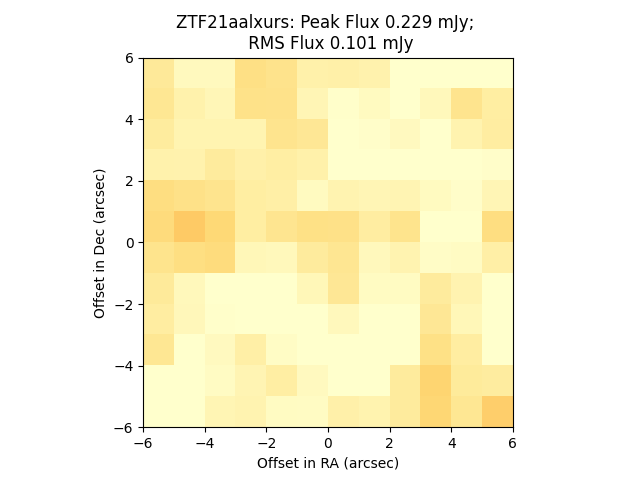 ZTF21aalxurs: Peak Flux 0.229 mJy;
RMS Flux 0.101 mJy
6
4
2
0
−2
−4
−6
Offset in Dec (arcsec)
−6 −4 −2 0 2 4 6
Offset in RA (arcsec)